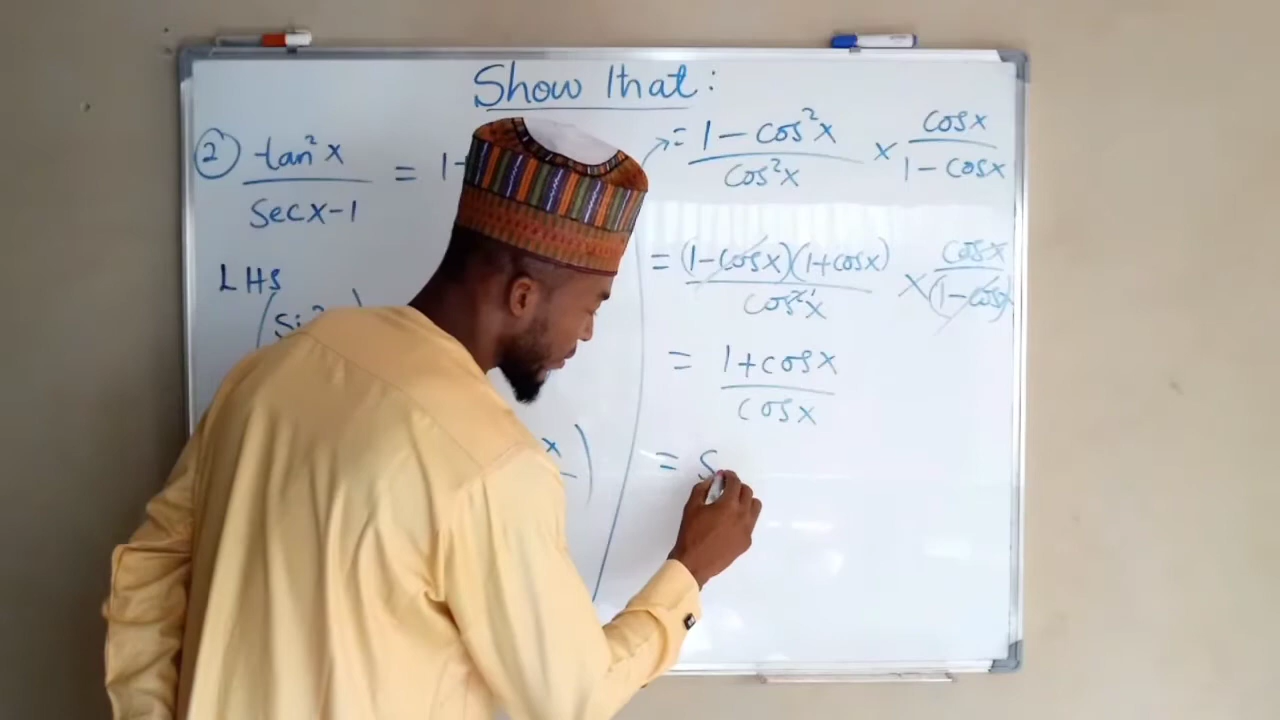 Show that:
② tan²x / secx-1 = 1
LHS
= 1 - cos²x / cos²x × cosx / 1 - cosx
= (1-cosx)(1+cosx) / cos²x × cosx / (1-cosx)
= 1+cosx / cosx
= S